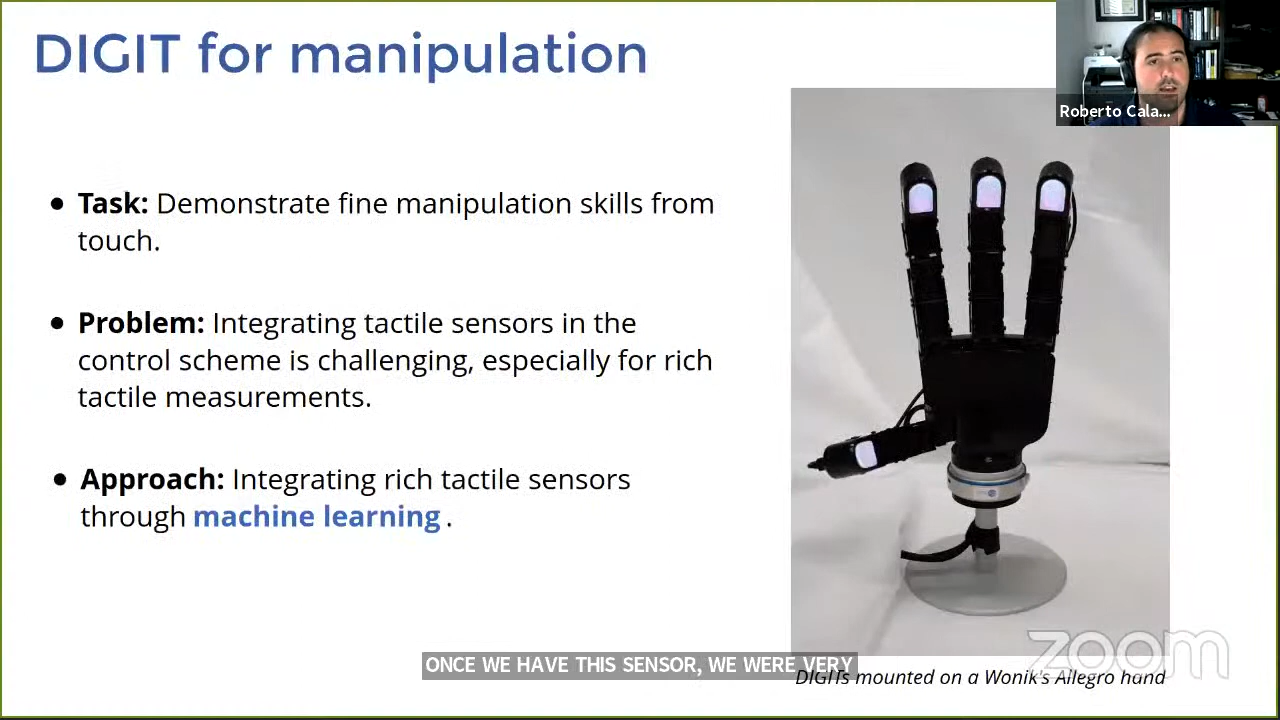 DIGIT for manipulation
Roberto Cala...
• Task: Demonstrate fine manipulation skills from
touch.
• Problem: Integrating tactile sensors in the
control scheme is challenging, especially for rich
tactile measurements.
• Approach: Integrating rich tactile sensors
through machine learning .
zoom
ONCE WE HAVE THIS SENSOR, WE WERE VERY
DIGITs mounted on a Wonik's Allegro hand